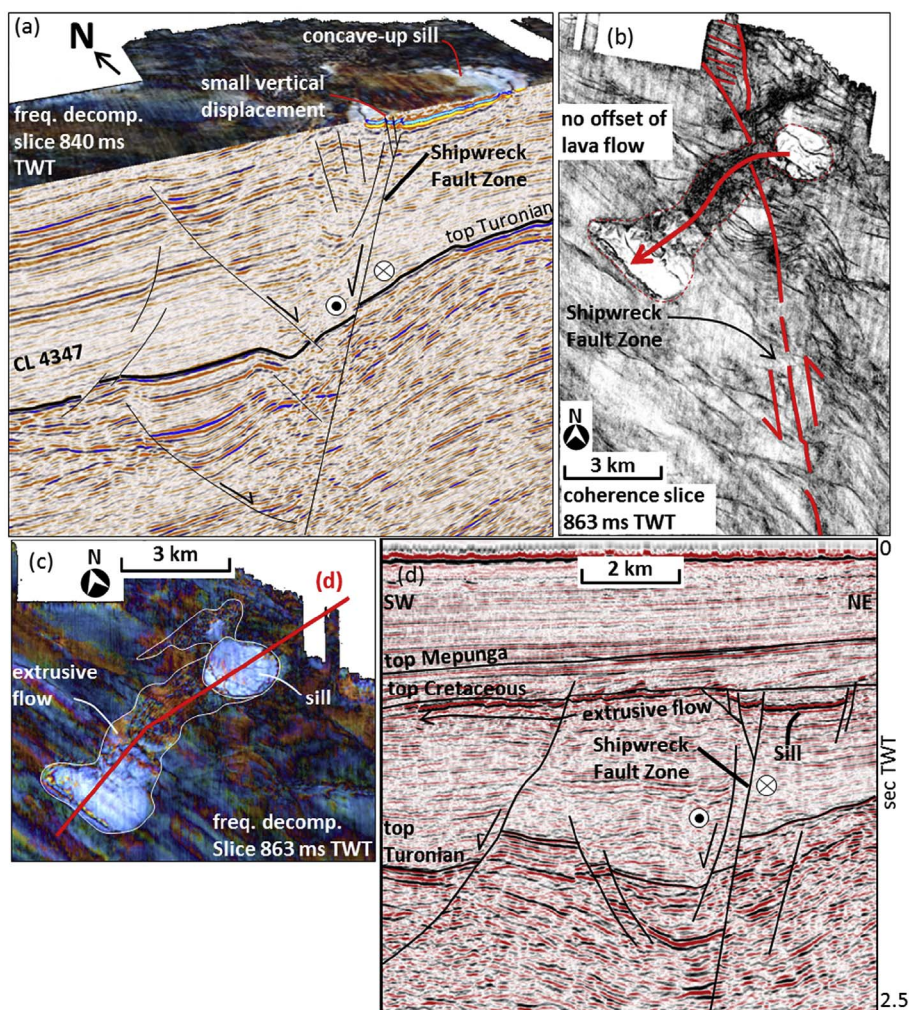 (a)
N
concave-up sill
small vertical
displacement
freq. decomp.
slice 840 ms
TWT
Shipwreck
Fault Zone
top Turonian
CL 4347
(b)
no offset of
lava flow
Shipwreck
Fault Zone
N
3 km
coherence slice
863 ms TWT
(c)
N
3 km
(d)
extrusive
flow
sill
freq. decomp.
Slice 863 ms TWT
(d)
0
2 km
SW
NE
top Mepunga
top Cretaceous
extrusive flow
Shipwreck
Fault Zone
Sill
sec TWT
top
Turonian
2.5